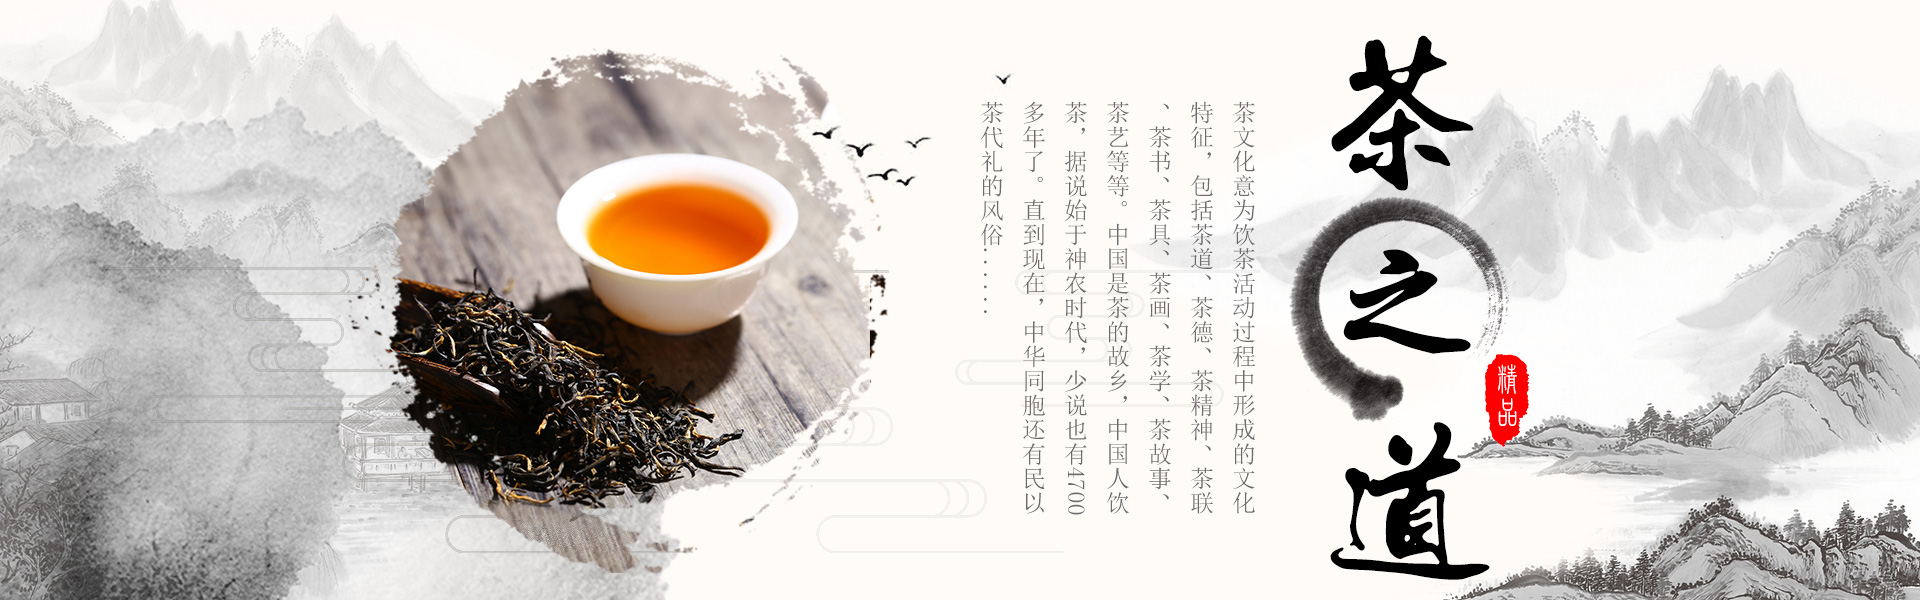 茶之道
精品
茶文化意为饮茶活动过程中形成的文化
特征，包括茶道、茶德、茶精神、茶联
、茶书、茶具、茶画、茶学、茶故事、
茶艺等等。中国是茶的故乡，中国人饮
茶，据说始于神农时代，少说也有4700
多年了。直到现在，中华同胞还有民以
茶代礼的风俗······